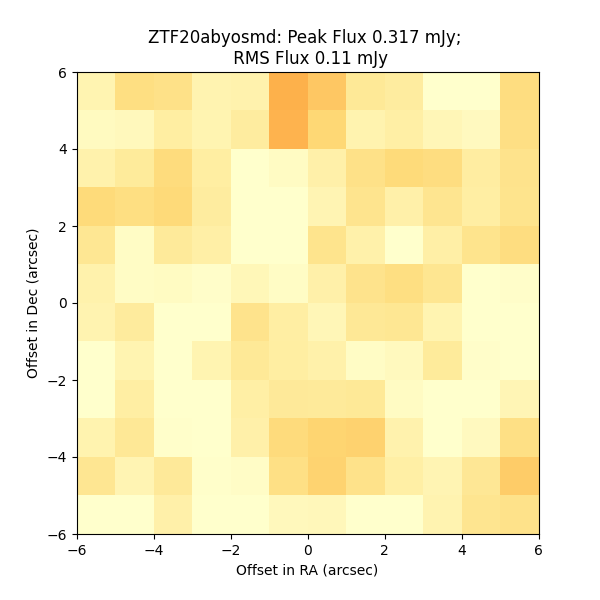 ZTF20abyosmd: Peak Flux 0.317 mJy;
RMS Flux 0.11 mJy
6
4
2
0
−2
−4
−6
Offset in Dec (arcsec)
−6 −4 −2 0 2 4 6
Offset in RA (arcsec)